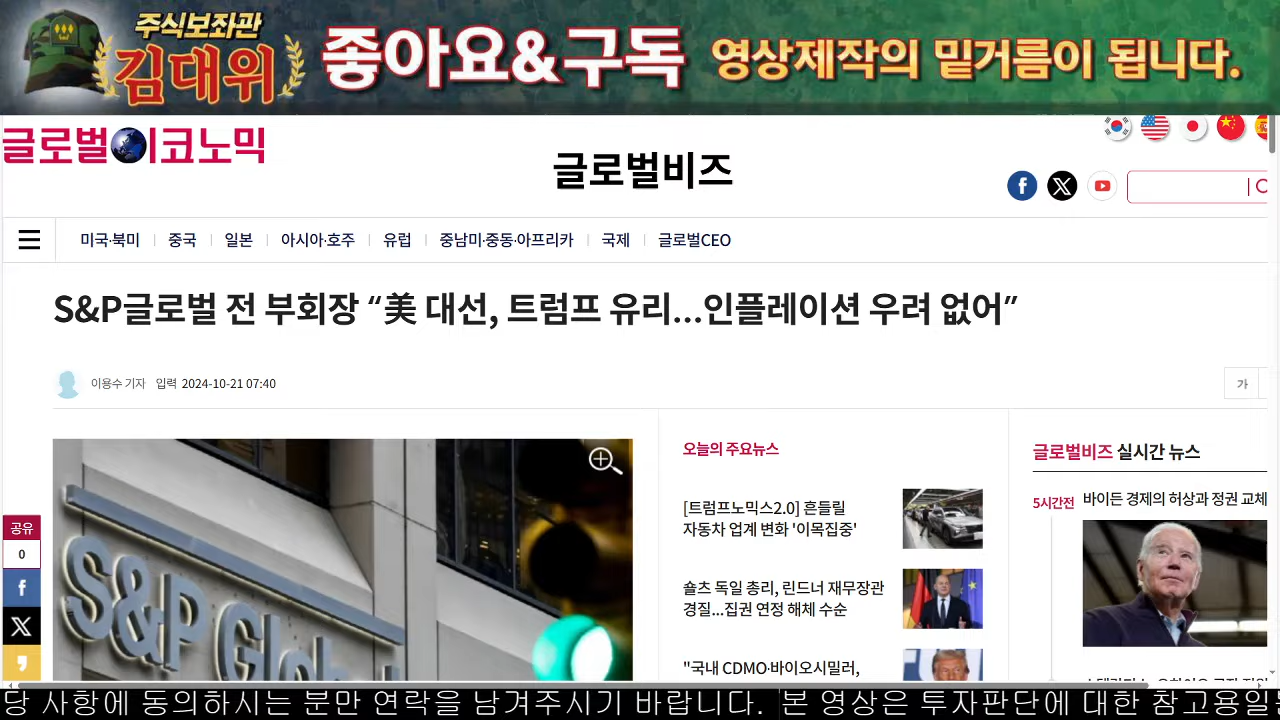 주식보좌관
김대위
좋아요&구독
영상제작의 밑거름이 됩니다.
글로벌이코노믹
글로벌비즈
미국·북미
중국
일본
아시아·호주
유럽
중남미·중동·아프리카
국제
글로벌CEO
S&P글로벌 전 부회장 “美 대선, 트럼프 유리...인플레이션 우려 없어”
이용수 기자 입력 2024-10-21 07:40
가
S&P Global
공유
0
오늘의 주요뉴스
[트럼프노믹스2.0] 흔들릴
자동차 업계 변화 '이목집중'
숄츠 독일 총리, 린드너 재무장관
경질...집권 연정 해체 수순
"국내 CDMO·바이오시밀러,
글로벌비즈 실시간 뉴스
5시간전 바이든 경제의 허상과 정권 교체
당 사항에 동의하시는 분만 연락을 남겨주시기 바랍니다. 본 영상은 투자판단에 대한 참고용일